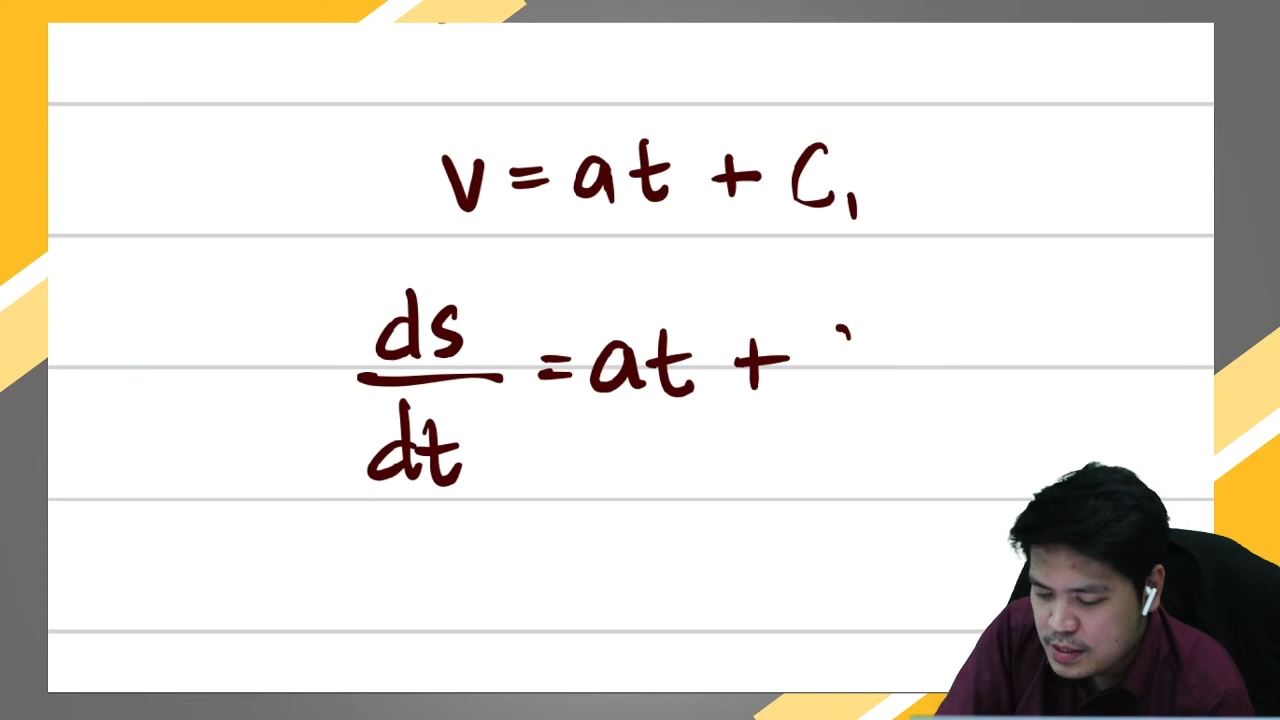 v = at + C₁
ds/dt = at +